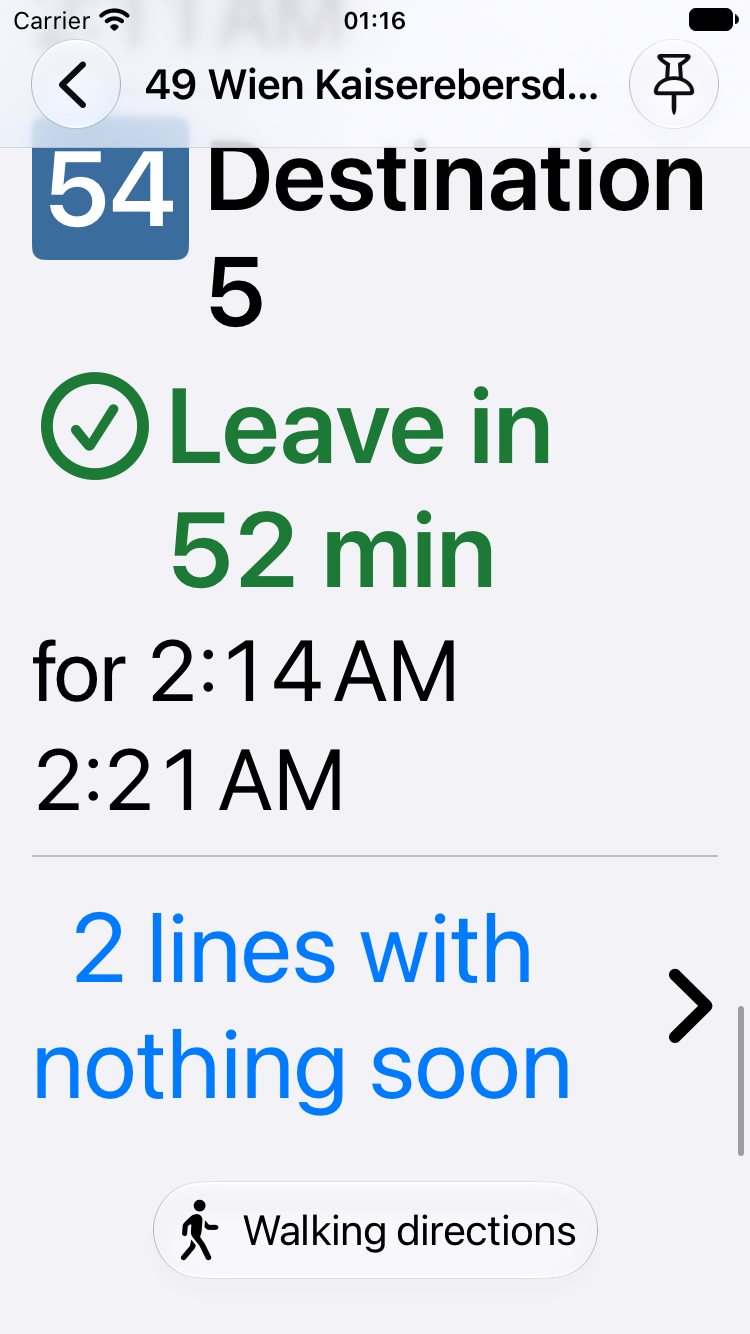 Carrier 01:16
49 Wien Kaiserebersd...
54 Destination
5
Leave in
52 min
for 2:14 AM
2:21 AM
2 lines with
nothing soon
Walking directions